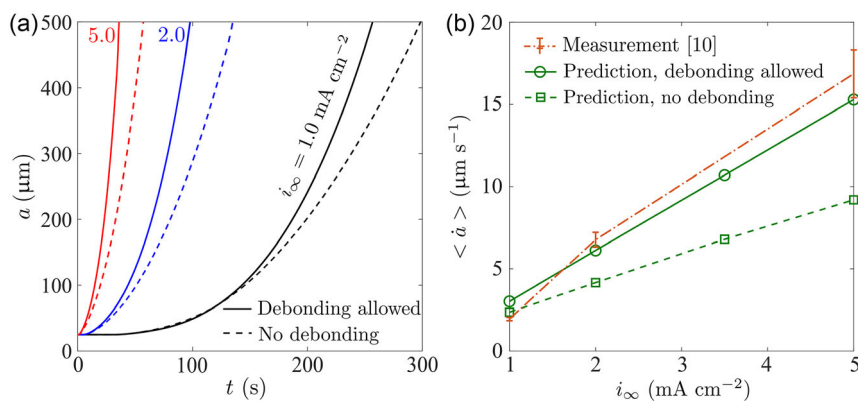 (a)
500
400
300
200
100
0
0
100
200
300
a (μm)
t (s)
5.0
2.0
i∞ = 1.0 mA cm−2
Debonding allowed
No debonding
(b)
20
15
10
5
0
1
2
3
4
5
< ȧ > (μm s−1)
i∞ (mA cm−2)
Measurement [10]
Prediction, debonding allowed
Prediction, no debonding